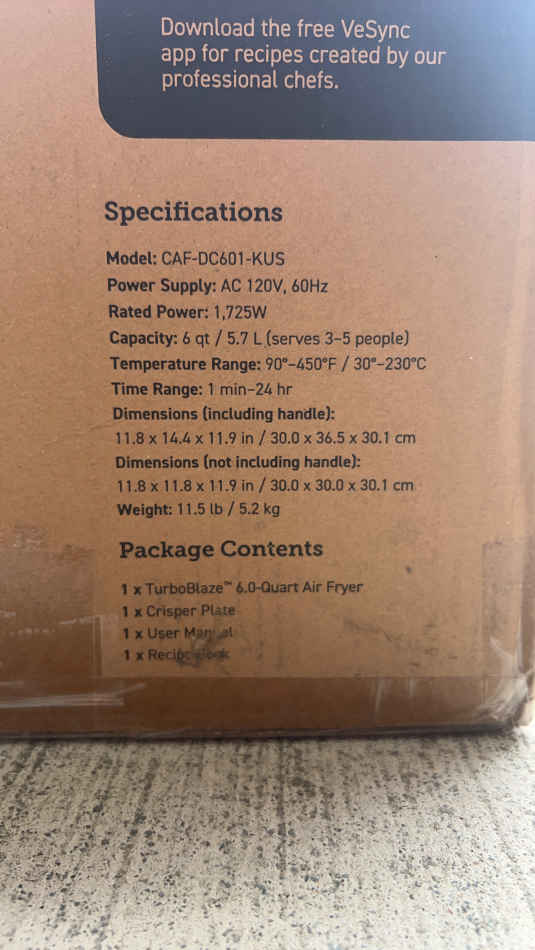 Download the free VeSync
app for recipes created by our
professional chefs.
Specifications
Model: CAF-DC601-KUS
Power Supply: AC 120V, 60Hz
Rated Power: 1,725W
Capacity: 6 qt / 5.7 L (serves 3–5 people)
Temperature Range: 90°–450°F / 30°–230°C
Time Range: 1 min–24 hr
Dimensions (including handle):
11.8 x 14.4 x 11.9 in / 30.0 x 36.5 x 30.1 cm
Dimensions (not including handle):
11.8 x 11.8 x 11.9 in / 30.0 x 30.0 x 30.1 cm
Weight: 11.5 lb / 5.2 kg
Package Contents
1 x TurboBlaze™ 6.0-Quart Air Fryer
1 x Crisper Plate
1 x User Manual
1 x